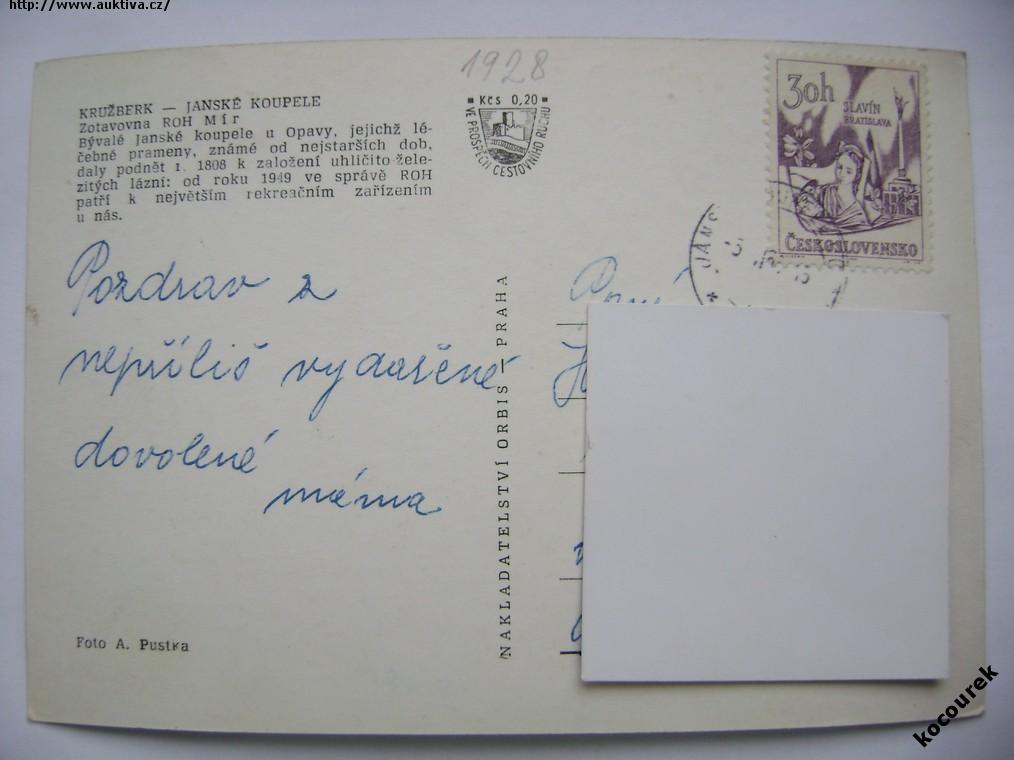 http://www.auktiva.cz/
1928
KRUŽBERK — JANSKÉ KOUPELE
Zotavovna ROH Mír
Bývalé Janské koupele u Opavy, jejichž lé-
čebné prameny, známé od nejstarších dob,
daly podnět r. 1808 k založení uhličito-žele-
zitých lázní: od roku 1949 ve správě ROH
patří k největším rekreačním zařízením
u nás.
Kčs 0,20
VE PROSPĚCH CESTOVNÍHO RUCHU
30h
SLAVÍN
BRATISLAVA
ČESKOSLOVENSKO
JÁNS
Pozdrav z
nepříliš vydařené
dovolené
máma
NAKLADATELSTVÍ ORBIS — PRAHA
Foto A. Pustka
kocourek